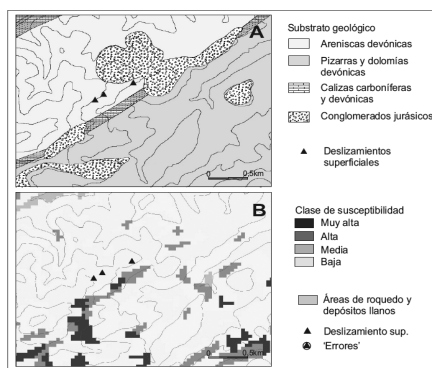 A
0,5km
B
0,5km
Substrato geológico
Areniscas devónicas
Pizarras y dolomías
devónicas
Calizas carboníferas
y devónicas
Conglomerados jurásicos
Deslizamientos
superficiales
Clase de susceptibilidad
Muy alta
Alta
Media
Baja
Áreas de roquedo y
depósitos llanos
Deslizamiento sup.
'Errores'